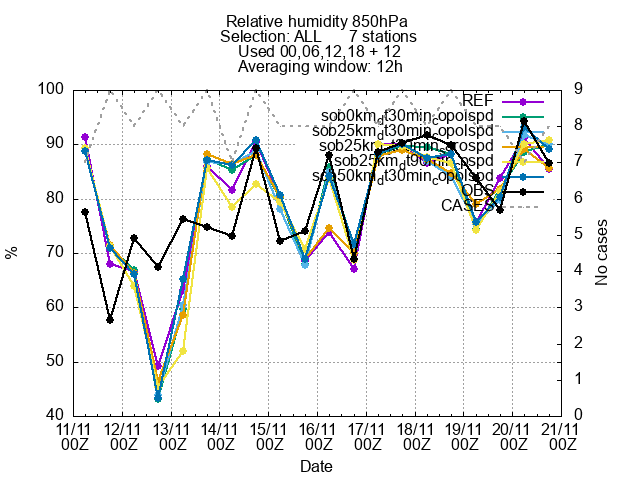 Relative humidity 850hPa
Selection: ALL 7 stations
Used 00,06,12,18 + 12
Averaging window: 12h
100
90
80
70
60
50
40
%
9
8
7
6
5
4
3
2
1
0
No cases
REF
sob0km_dt30min_copolspd
sob25km_dt30min_copolspd
OBS
CASES
11/11 12/11 13/11 14/11 15/11 16/11 17/11 18/11 19/11 20/11 21/11
00Z 00Z 00Z 00Z 00Z 00Z 00Z 00Z 00Z 00Z 00Z
Date